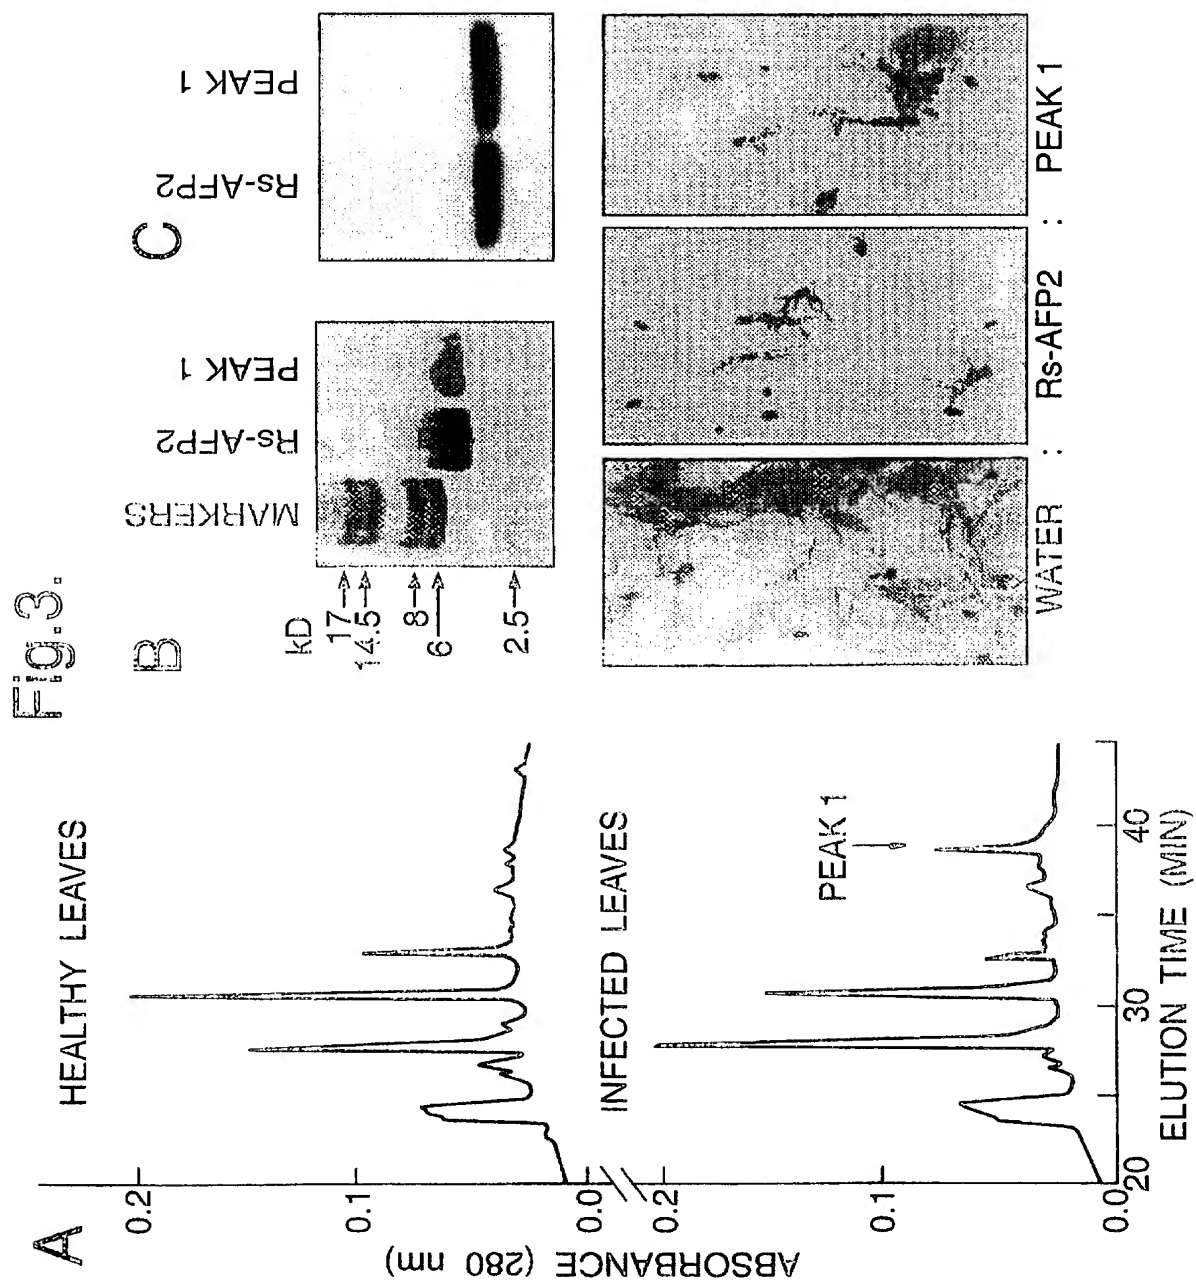 Fig.3.
A
HEALTHY LEAVES
0.2
0.1
0.0
INFECTED LEAVES
PEAK 1
0.2
0.1
0.0
20
30
40
ABSORBANCE (280 nm)
ELUTION TIME (MIN)
B
MARKERS
Rs-AFP2
PEAK 1
kD
17
14.5
8
6
2.5
C
Rs-AFP2
PEAK 1
WATER : Rs-AFP2 : PEAK 1